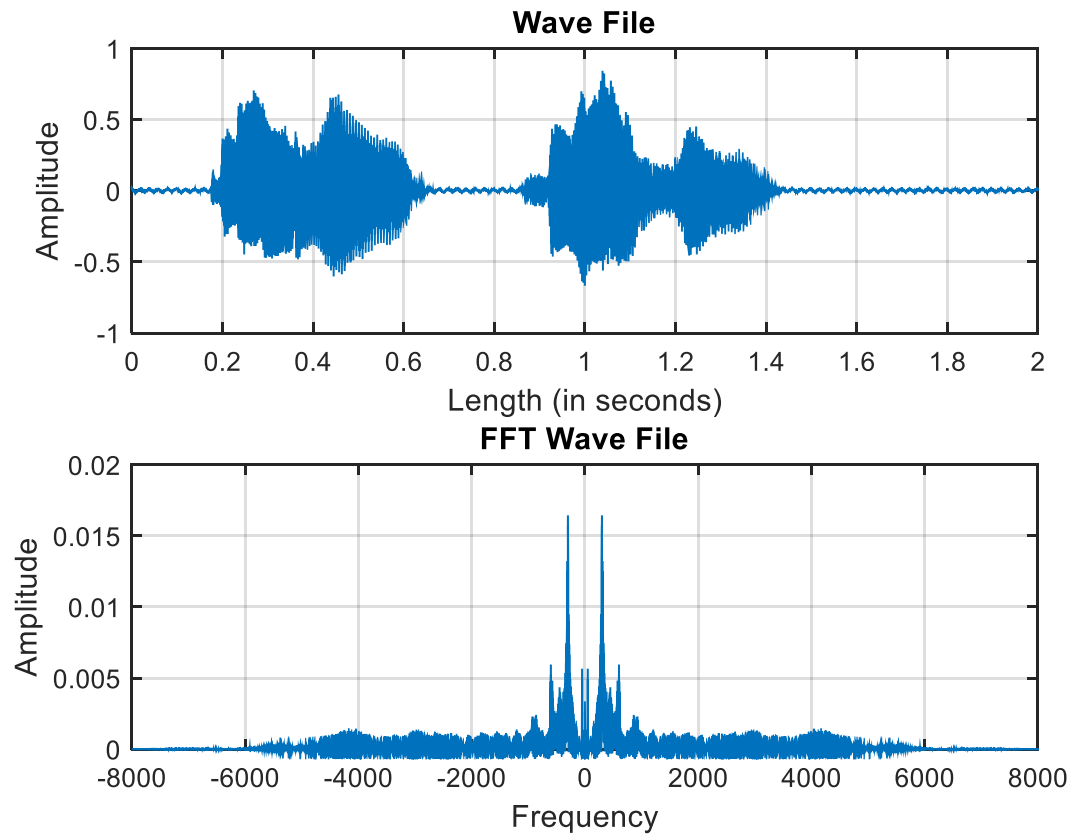 Wave File
1
0.5
0
-0.5
-1
Amplitude
0 0.2 0.4 0.6 0.8 1 1.2 1.4 1.6 1.8 2
Length (in seconds)
FFT Wave File
0.02
0.015
0.01
0.005
0
Amplitude
-8000 -6000 -4000 -2000 0 2000 4000 6000 8000
Frequency